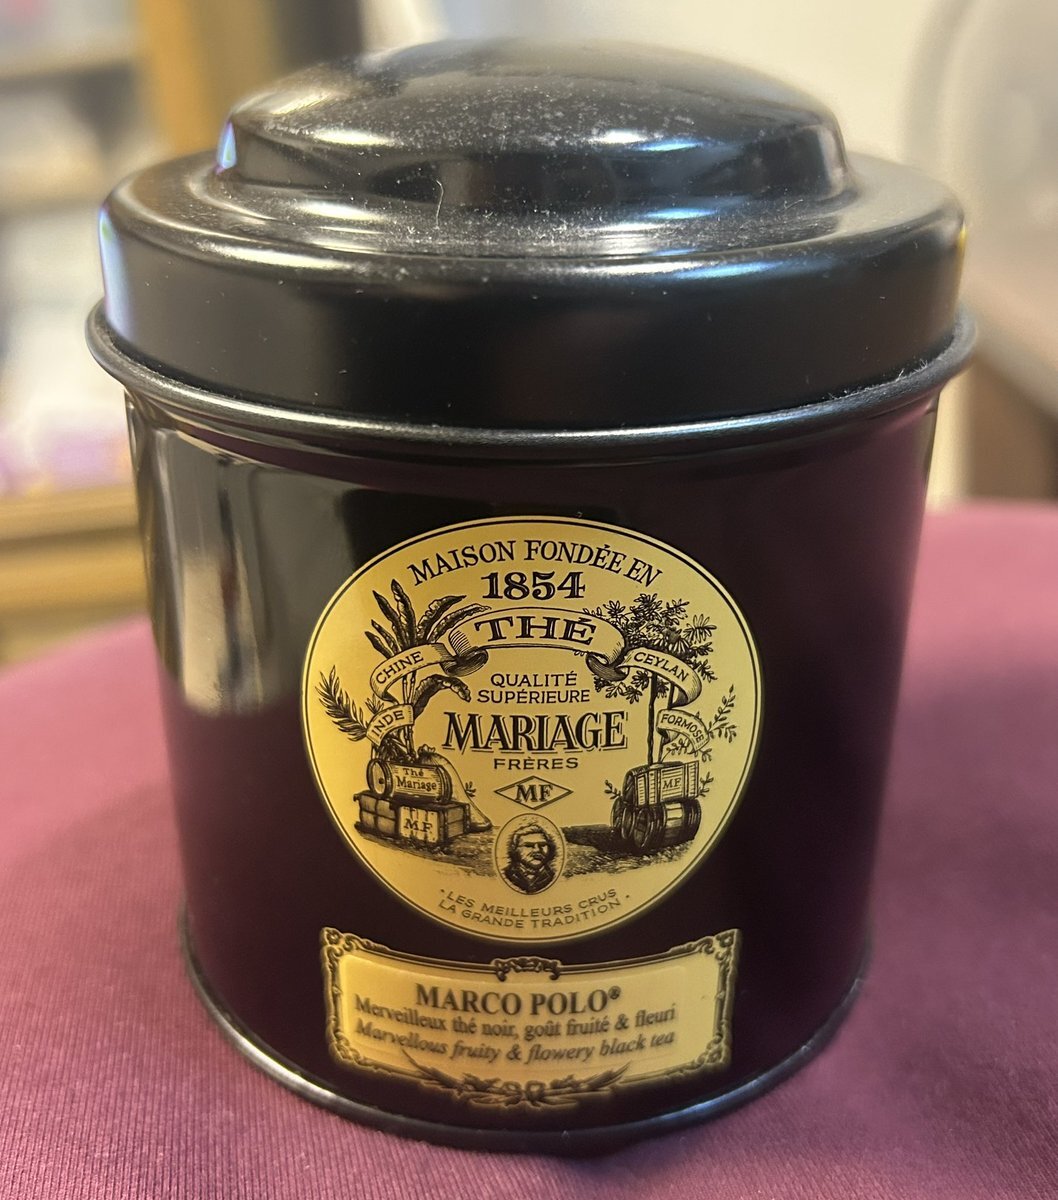 MAISON FONDÉE EN
1854
THÉ
CHINE
CEYLAN
INDE
FORMOSE
QUALITÉ
SUPÉRIEURE
MARIAGE
FRÈRES
MF
Thé
Mariage
MF
M.F
·LES MEILLEURS CRUS
LA GRANDE TRADITION·
MARCO POLO®
Merveilleux thé noir, goût fruité & fleuri
Marvellous fruity & flowery black tea